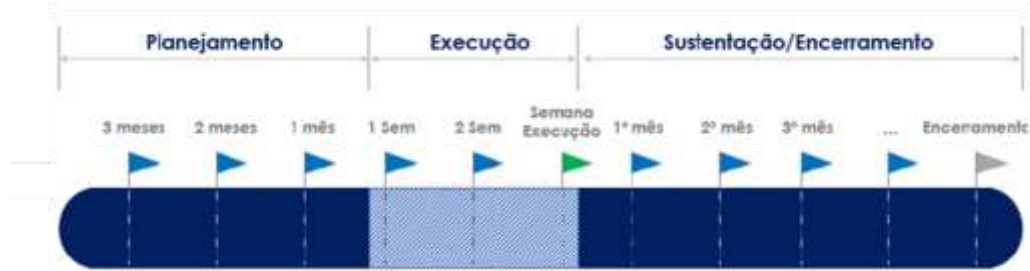 Planejamento
Execução
Sustentação/Encerramento
3 meses
2 meses
1 mês
1 Sem
2 Sem
Semana
Execução
1º mês
2º mês
3º mês
...
Encerramento